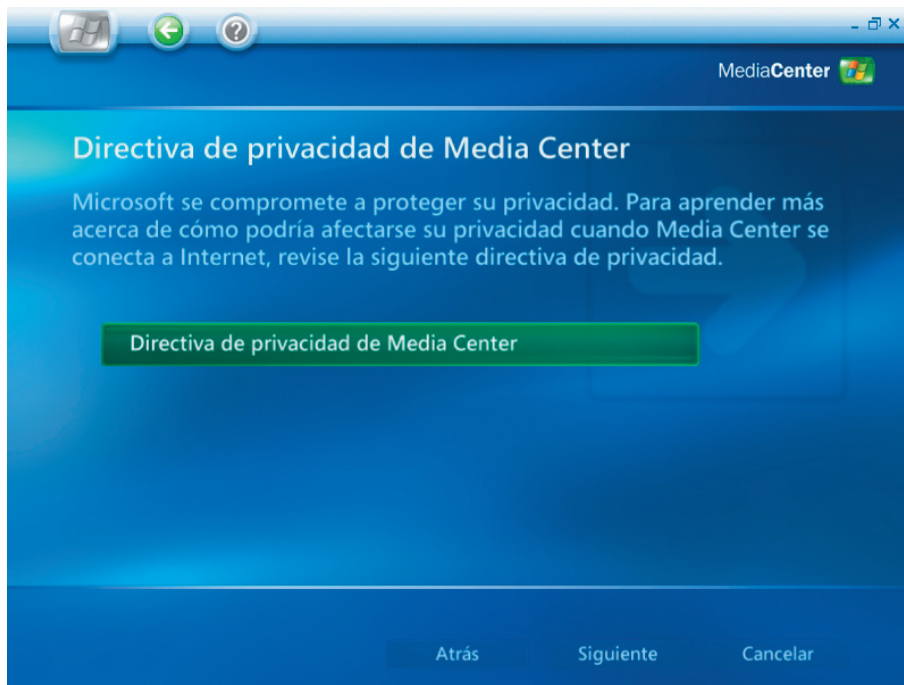 MediaCenter
Directiva de privacidad de Media Center
Microsoft se compromete a proteger su privacidad. Para aprender más
acerca de cómo podría afectarse su privacidad cuando Media Center se
conecta a Internet, revise la siguiente directiva de privacidad.
Directiva de privacidad de Media Center
Atrás Siguiente Cancelar